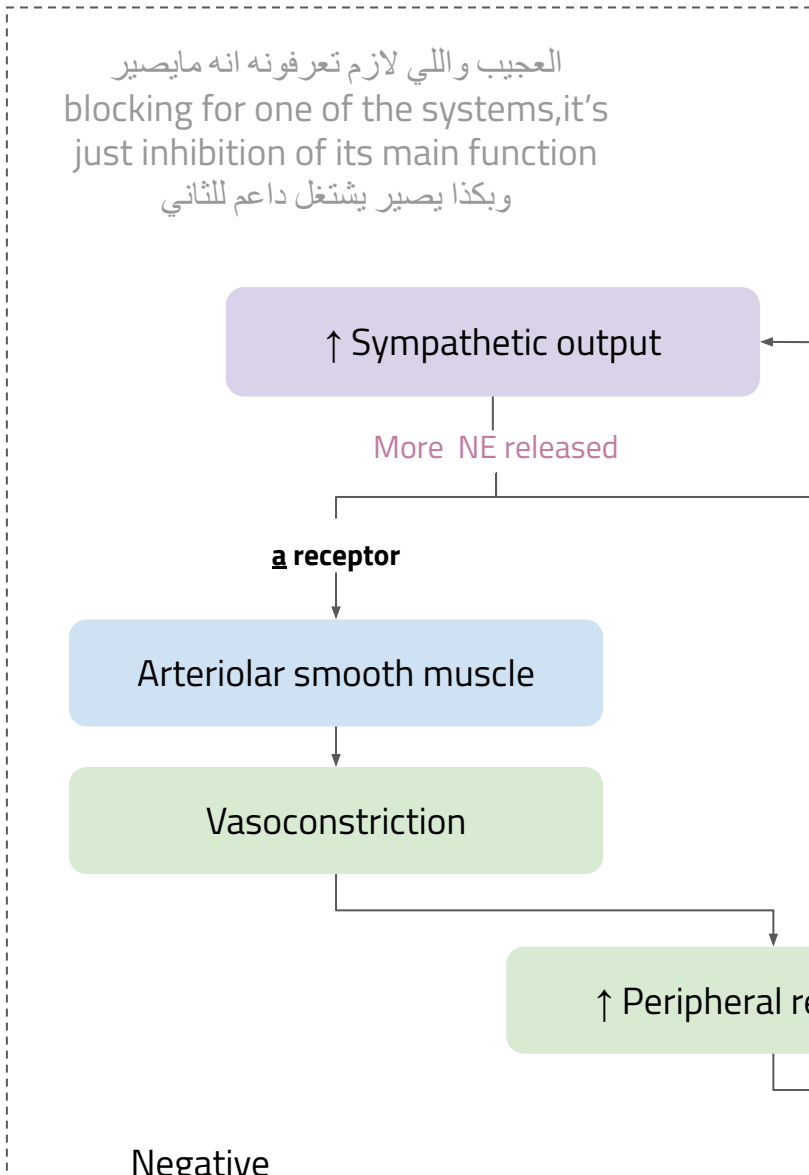 العجيب واللي لازم تعرفونه انه مايصير
blocking for one of the systems,it's
just inhibition of its main function
وبكذا يصير يشتغل داعم للثاني
↑ Sympathetic output
More NE released
a receptor
Arteriolar smooth muscle
Vasoconstriction
↑ Peripheral re
Negative